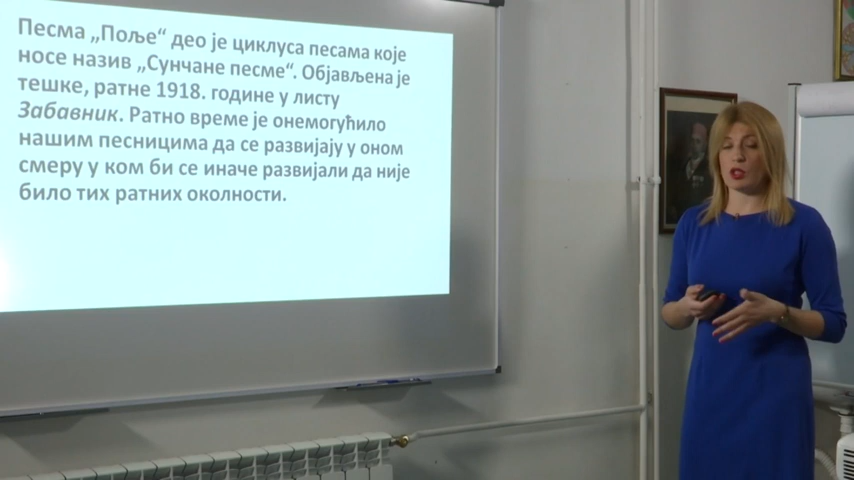 Песма „Поље“ део је циклуса песама које
носе назив „Сунчане песме“. Објављена је
тешке, ратне 1918. године у листу
Забавник. Ратно време је онемогућило
нашим песницима да се развијају у оном
смеру у ком би се иначе развијали да није
било тих ратних околности.